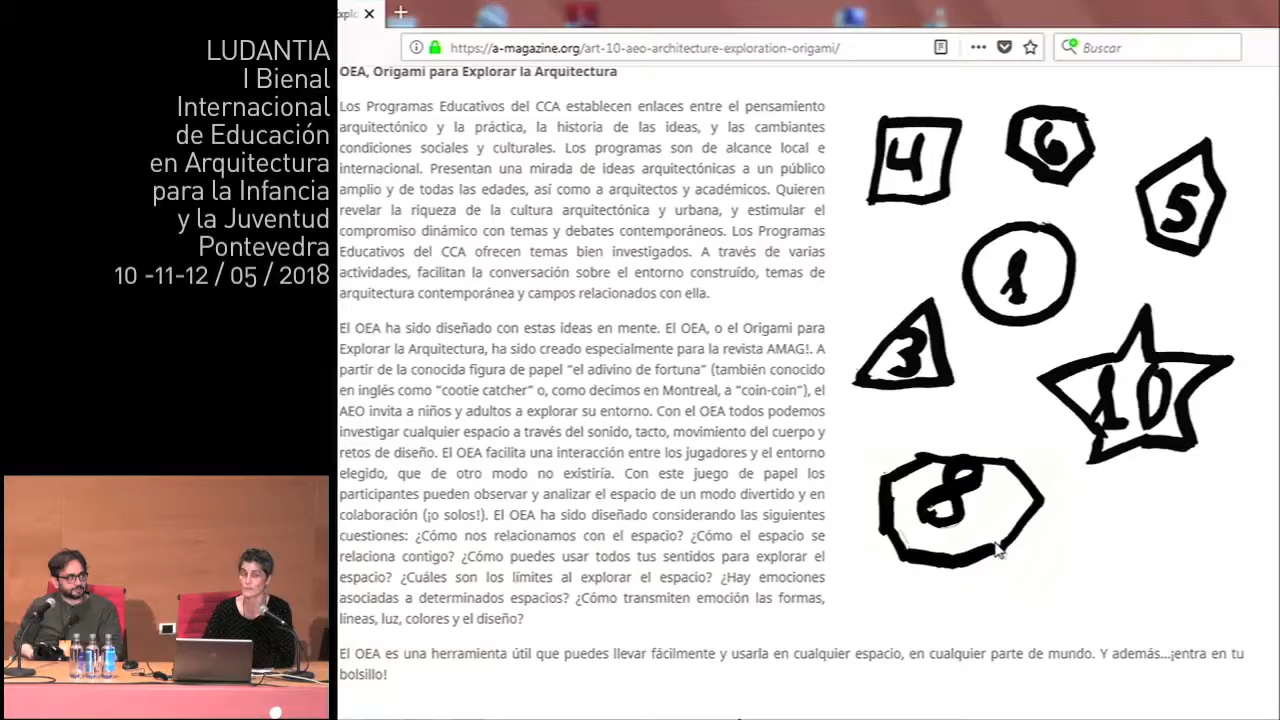 LUDANTIA
I Bienal
Internacional
de Educación
en Arquitectura
para la Infancia
y la Juventud
Pontevedra
10 -11-12 / 05 / 2018
https://a-magazine.org/art-10-aeo-architecture-exploration-origami/
Buscar
OEA, Origami para Explorar la Arquitectura
Los Programas Educativos del CCA establecen enlaces entre el pensamiento
arquitectónico y la práctica, la historia de las ideas, y las cambiantes
condiciones sociales y culturales. Los programas son de alcance local e
internacional. Presentan una mirada de ideas arquitectónicas a un público
amplio y de todas las edades, así como a arquitectos y académicos. Quieren
revelar la riqueza de la cultura arquitectónica y urbana, y estimular el
compromiso dinámico con temas y debates contemporáneos. Los Programas
Educativos del CCA ofrecen temas bien investigados. A través de varias
actividades, facilitan la conversación sobre el entorno construído, temas de
arquitectura contemporánea y campos relacionados con ella.
El OEA ha sido diseñado con estas ideas en mente. El OEA, o el Origami para
Explorar la Arquitectura, ha sido creado especialmente para la revista AMAG!. A
partir de la conocida figura de papel “el adivino de fortuna” (también conocido
en inglés como “cootie catcher” o, como decimos en Montreal, a “coin-coin”), el
AEO invita a niños y adultos a explorar su entorno. Con el OEA todos podemos
investigar cualquier espacio a través del sonido, tacto, movimiento del cuerpo y
retos de diseño. El OEA facilita una interacción entre los jugadores y el entorno
elegido, que de otro modo no existiría. Con este juego de papel los
participantes pueden observar y analizar el espacio de un modo divertido y en
colaboración (¡o solos!). El OEA ha sido diseñado considerando las siguientes
cuestiones: ¿Cómo nos relacionamos con el espacio? ¿Cómo el espacio se
relaciona contigo? ¿Cómo puedes usar todos tus sentidos para explorar el
espacio? ¿Cuáles son los límites al explorar el espacio? ¿Hay emociones
asociadas a determinados espacios? ¿Cómo transmiten emoción las formas,
líneas, luz, colores y el diseño?
El OEA es una herramienta útil que puedes llevar fácilmente y usarla en cualquier espacio, en cualquier parte de mundo. Y además...¡entra en tu
bolsillo!
4
6
5
1
3
10
8